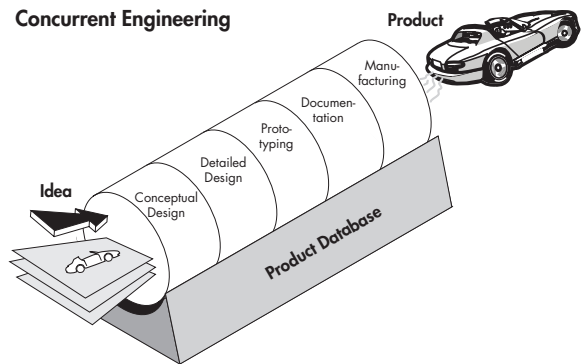 Concurrent Engineering
Product
Manu-
facturing
Documen-
tation
Proto-
typing
Detailed
Design
Conceptual
Design
Idea
Product Database